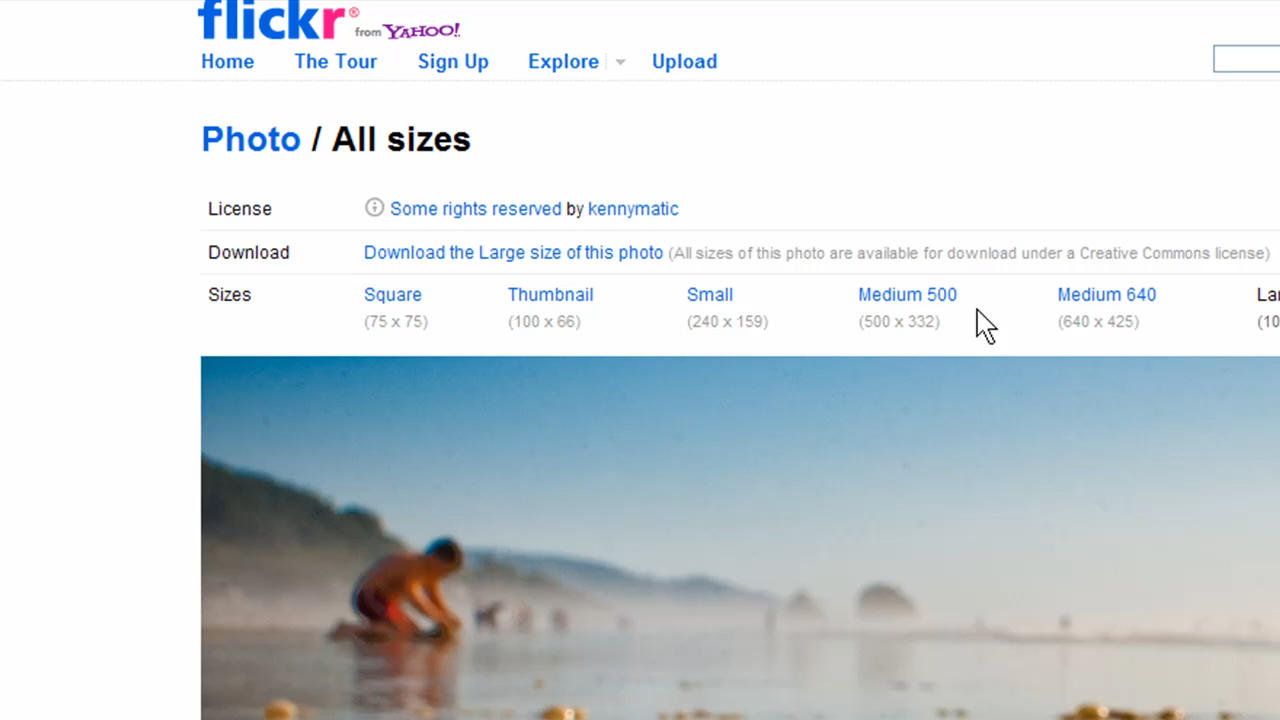 flickr® from YAHOO!
Home The Tour Sign Up Explore Upload
Photo / All sizes
License Some rights reserved by kennymatic
Download Download the Large size of this photo (All sizes of this photo are available for download under a Creative Commons license)
Sizes Square Thumbnail Small Medium 500 Medium 640 Lar
(75 x 75) (100 x 66) (240 x 159) (500 x 332) (640 x 425) (10